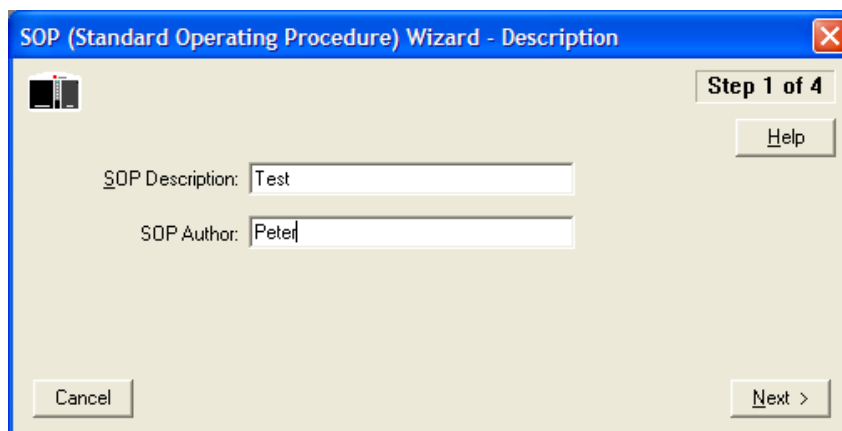 SOP (Standard Operating Procedure) Wizard - Description
Step 1 of 4
Help
SOP Description: Test
SOP Author: Peter
Cancel
Next >